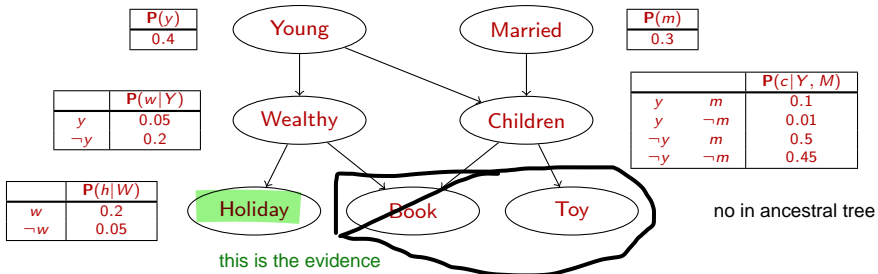 P(y)
0.4
Young
Married
P(m)
0.3
P(w|Y)
y 0.05
¬y 0.2
Wealthy
Children
P(c|Y, M)
y m 0.1
y ¬m 0.01
¬y m 0.5
¬y ¬m 0.45
P(h|W)
w 0.2
¬w 0.05
Holiday
Book
Toy
no in ancestral tree
this is the evidence